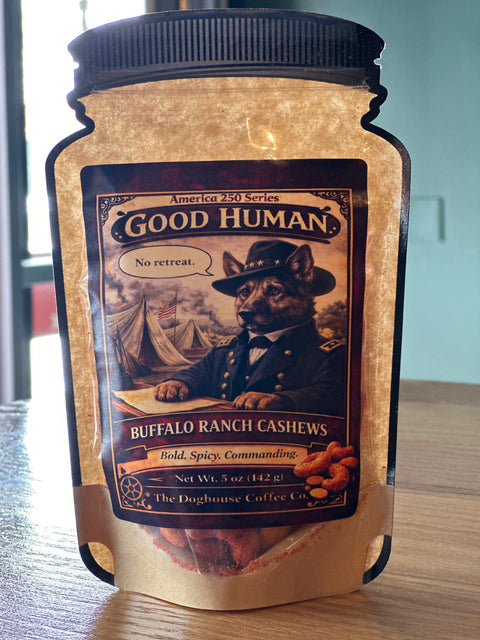 America 250 Series
GOOD HUMAN
No retreat.
BUFFALO RANCH CASHEWS
Bold. Spicy. Commanding.
Net Wt. 5 oz (142 g)
The Doghouse Coffee Co.